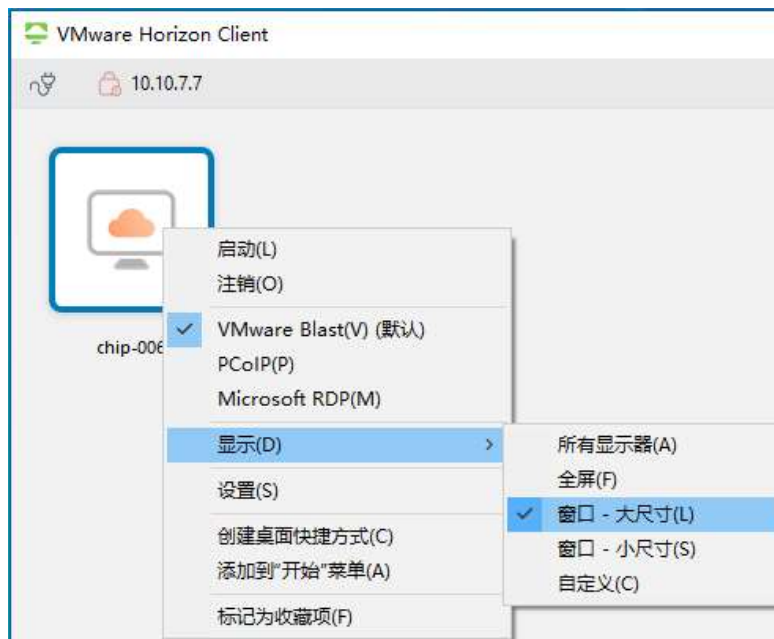 VMware Horizon Client
10.10.7.7
启动(L)
注销(O)
chip-006
VMware Blast(V) (默认)
PCoIP(P)
Microsoft RDP(M)
显示(D)
所有显示器(A)
全屏(F)
窗口 - 大尺寸(L)
窗口 - 小尺寸(S)
自定义(C)
设置(S)
创建桌面快捷方式(C)
添加到"开始"菜单(A)
标记为收藏项(F)